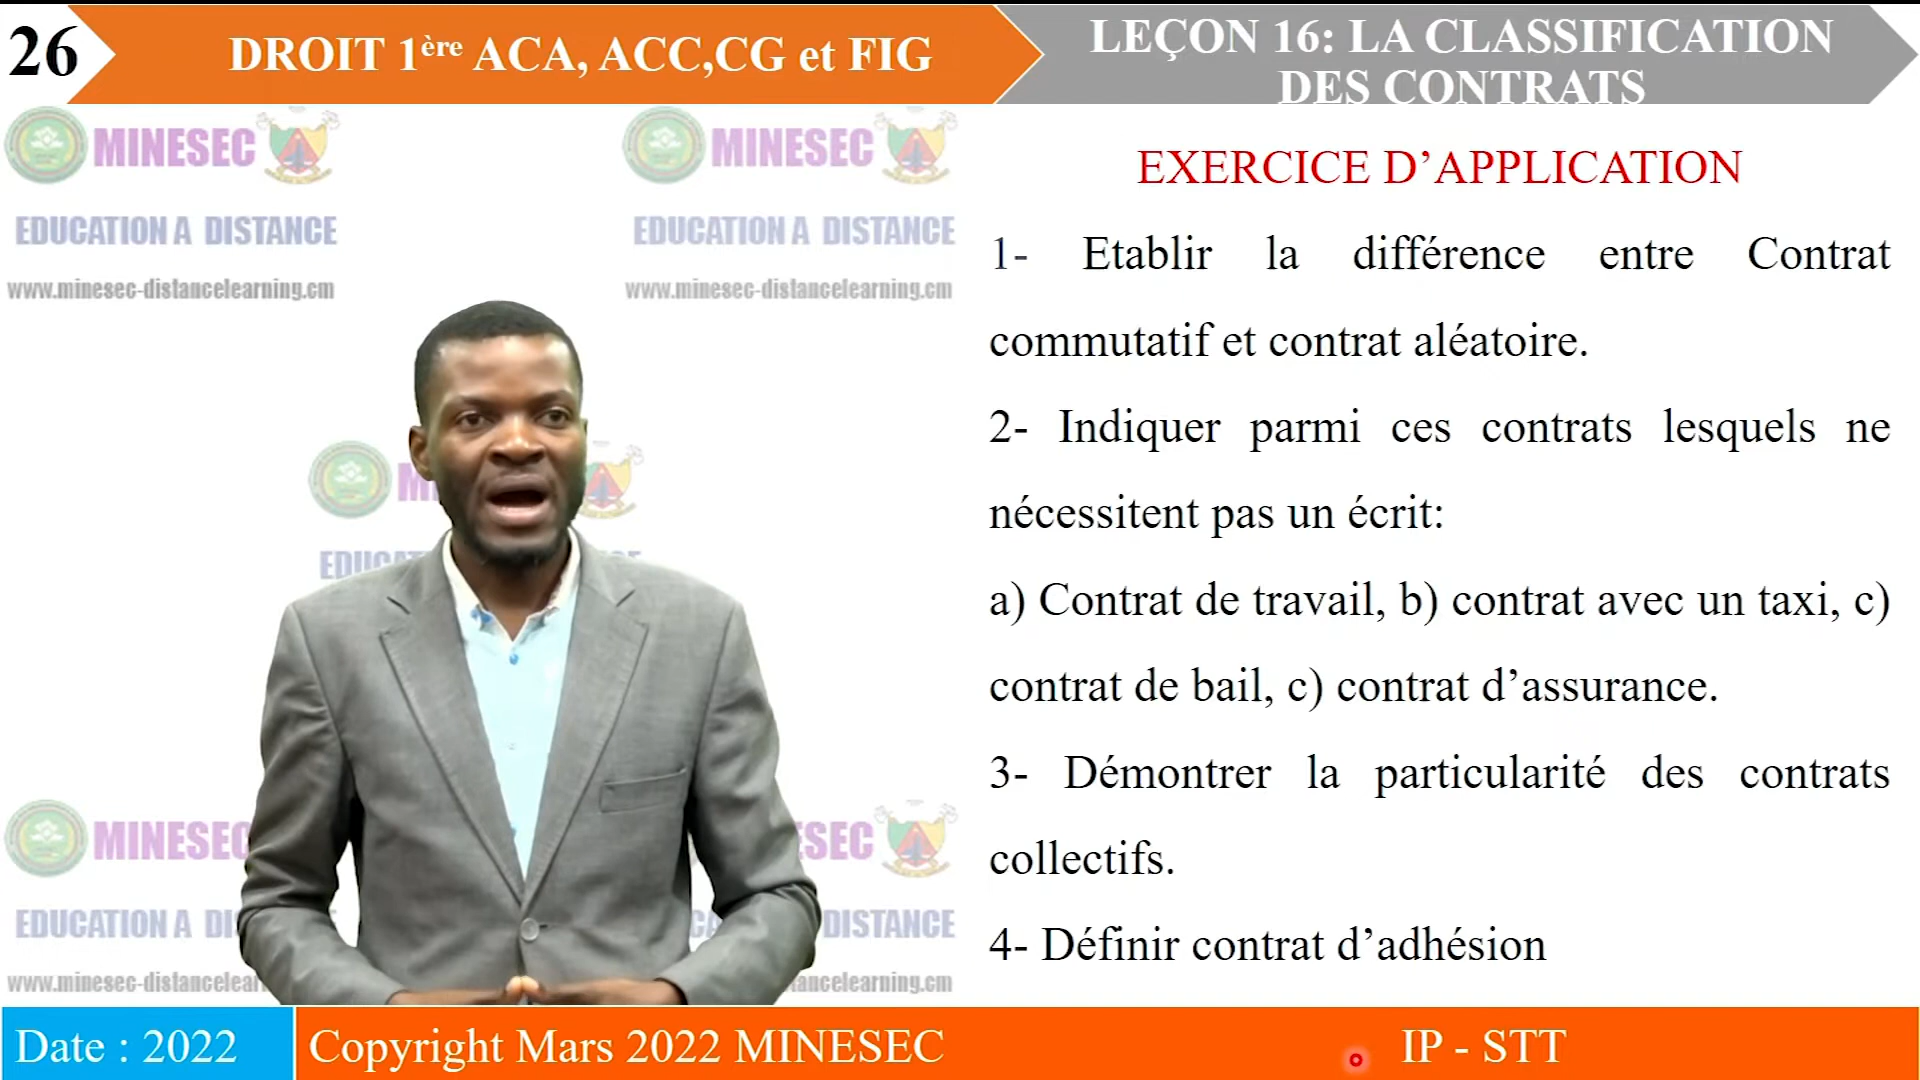 26
DROIT 1ère ACA, ACC,CG et FIG
LEÇON 16: LA CLASSIFICATION
DES CONTRATS
MINESEC
MINESEC
EDUCATION A DISTANCE
EDUCATION A DISTANCE
www.minesec-distancelearning.cm
www.minesec-distancelearning.cm
EXERCICE D’APPLICATION
1- Etablir la différence entre Contrat
commutatif et contrat aléatoire.
2- Indiquer parmi ces contrats lesquels ne
nécessitent pas un écrit:
a) Contrat de travail, b) contrat avec un taxi, c)
contrat de bail, c) contrat d’assurance.
3- Démontrer la particularité des contrats
collectifs.
4- Définir contrat d’adhésion
MINESEC
EDUCATION A DISTANCE
Date : 2022
Copyright Mars 2022 MINESEC
IP - STT